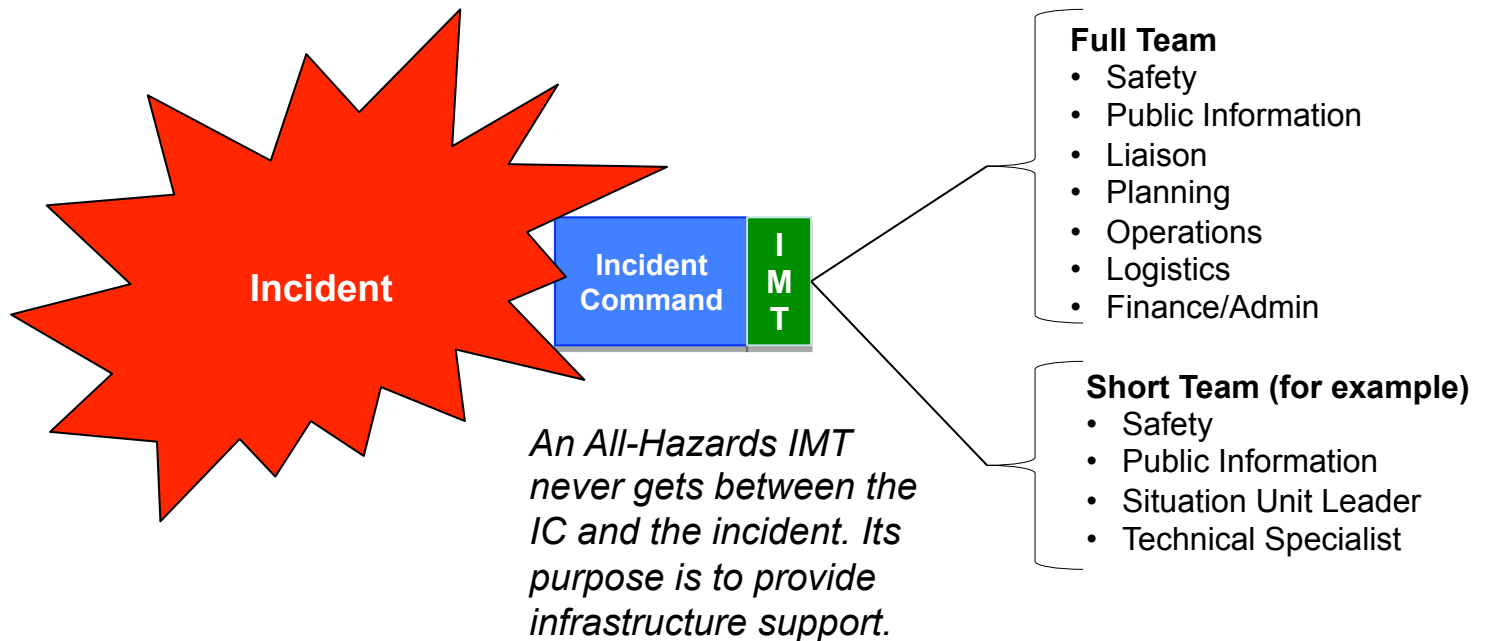 Incident
Incident
Command
I
M
T
An All-Hazards IMT
never gets between the
IC and the incident. Its
purpose is to provide
infrastructure support.
Full Team
• Safety
• Public Information
• Liaison
• Planning
• Operations
• Logistics
• Finance/Admin
Short Team (for example)
• Safety
• Public Information
• Situation Unit Leader
• Technical Specialist